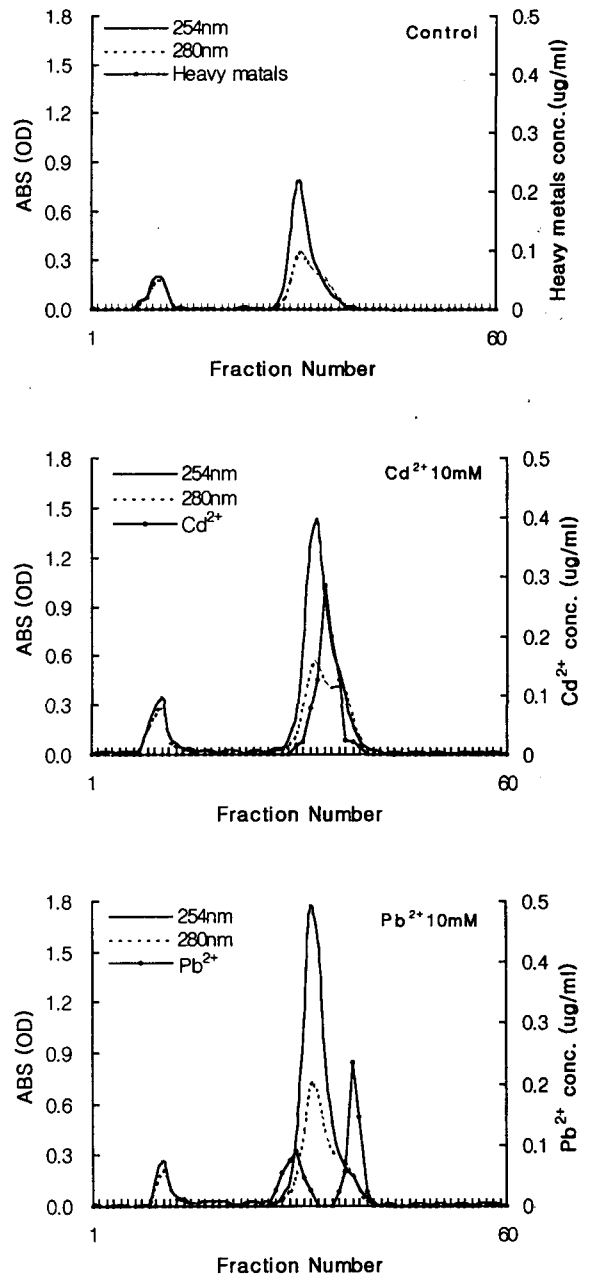 254nm
280nm
Heavy matals
Control
ABS (OD)
1.8
1.5
1.2
0.9
0.6
0.3
0.0
0.5
0.4
0.3
0.2
0.1
0
Heavy metals conc.(ug/ml)
1
60
Fraction Number
254nm
280nm
Cd²⁺
Cd²⁺ 10mM
ABS (OD)
1.8
1.5
1.2
0.9
0.6
0.3
0.0
0.5
0.4
0.3
0.2
0.1
0
Cd²⁺ conc. (ug/ml)
1
60
Fraction Number
254nm
280nm
Pb²⁺
Pb²⁺ 10mM
ABS (OD)
1.8
1.5
1.2
0.9
0.6
0.3
0.0
0.5
0.4
0.3
0.2
0.1
0
Pb²⁺ conc. (ug/ml)
1
60
Fraction Number